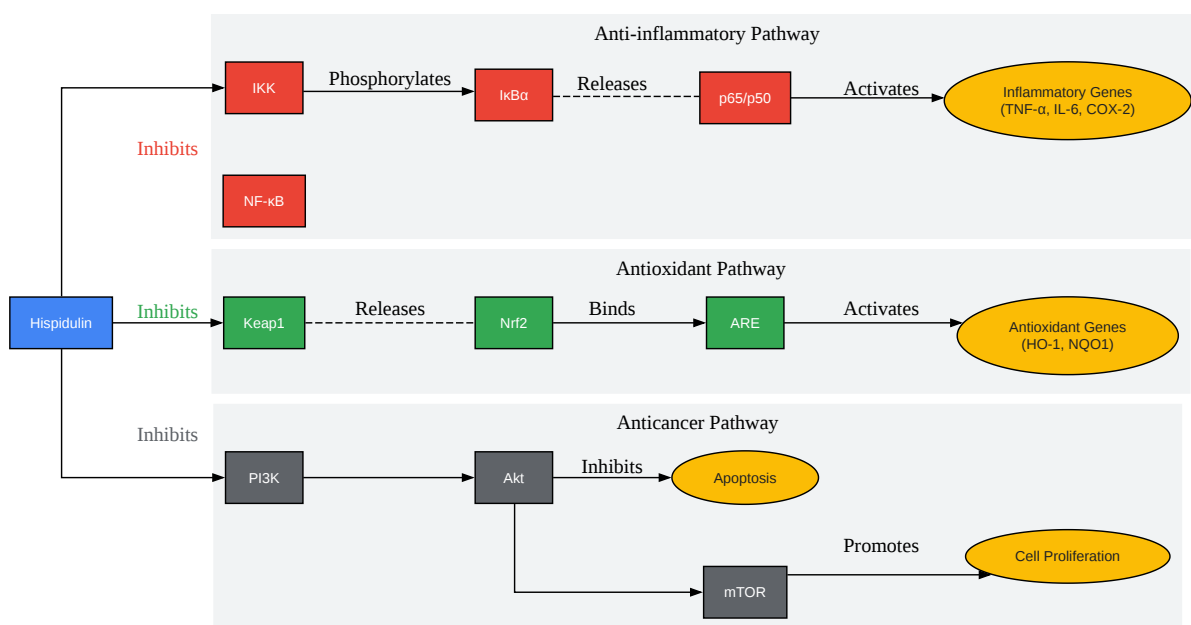 Anti-inflammatory Pathway
IKK
Phosphorylates
IκBα
Releases
p65/p50
Activates
Inflammatory Genes
(TNF-α, IL-6, COX-2)
Inhibits
NF-κB
Antioxidant Pathway
Hispidulin
Inhibits
Keap1
Releases
Nrf2
Binds
ARE
Activates
Antioxidant Genes
(HO-1, NQO1)
Anticancer Pathway
Inhibits
PI3K
Akt
Inhibits
Apoptosis
mTOR
Promotes
Cell Proliferation